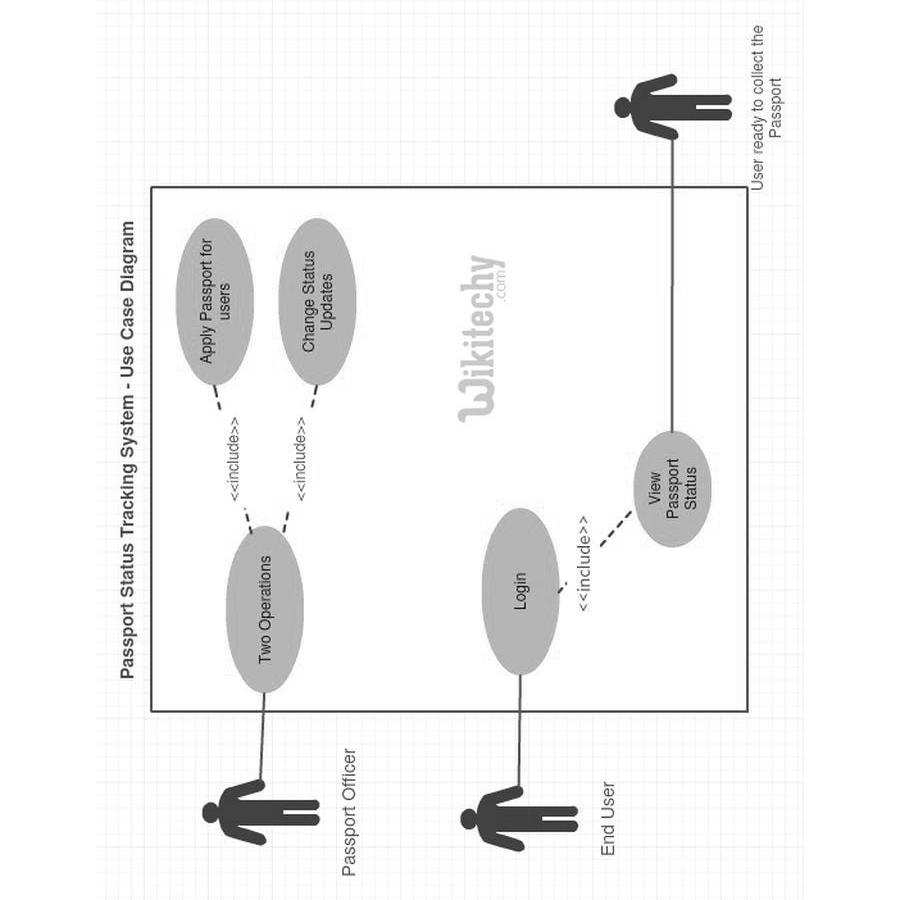 Passport Status Tracking System - Use Case Diagram
Apply Passport for
users
<<include>>
Two Operations
<<include>>
Change Status
Updates
Passport Officer
Wikitechy
.com
Login
<<include>>
View
Passport
Status
End User
User ready to collect the
Passport